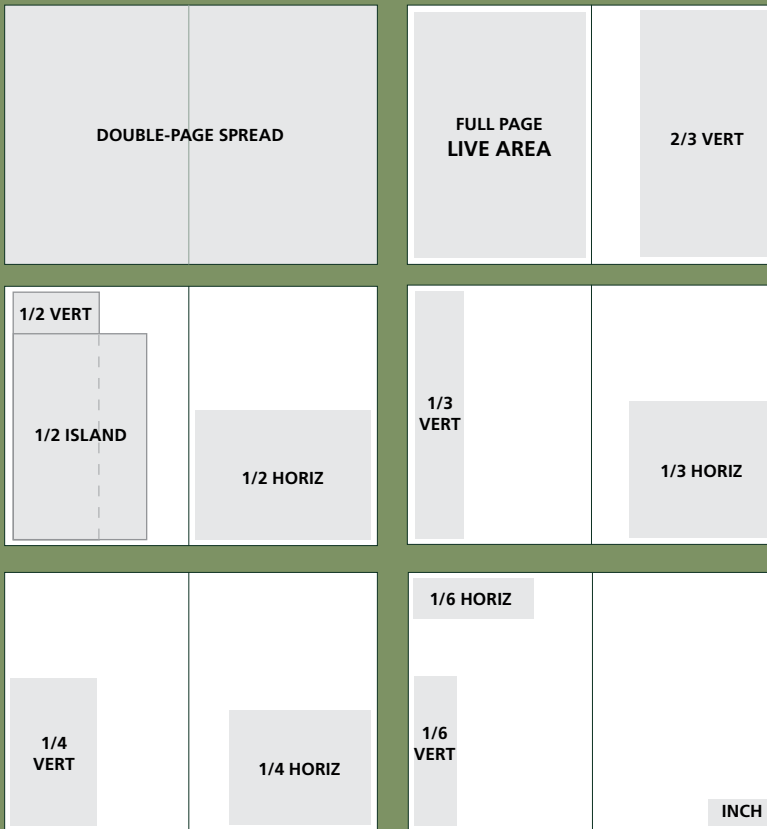 DOUBLE-PAGE SPREAD
FULL PAGE
LIVE AREA
2/3 VERT
1/2 VERT
1/2 ISLAND
1/2 HORIZ
1/3
VERT
1/3 HORIZ
1/4
VERT
1/4 HORIZ
1/6 HORIZ
1/6
VERT
INCH